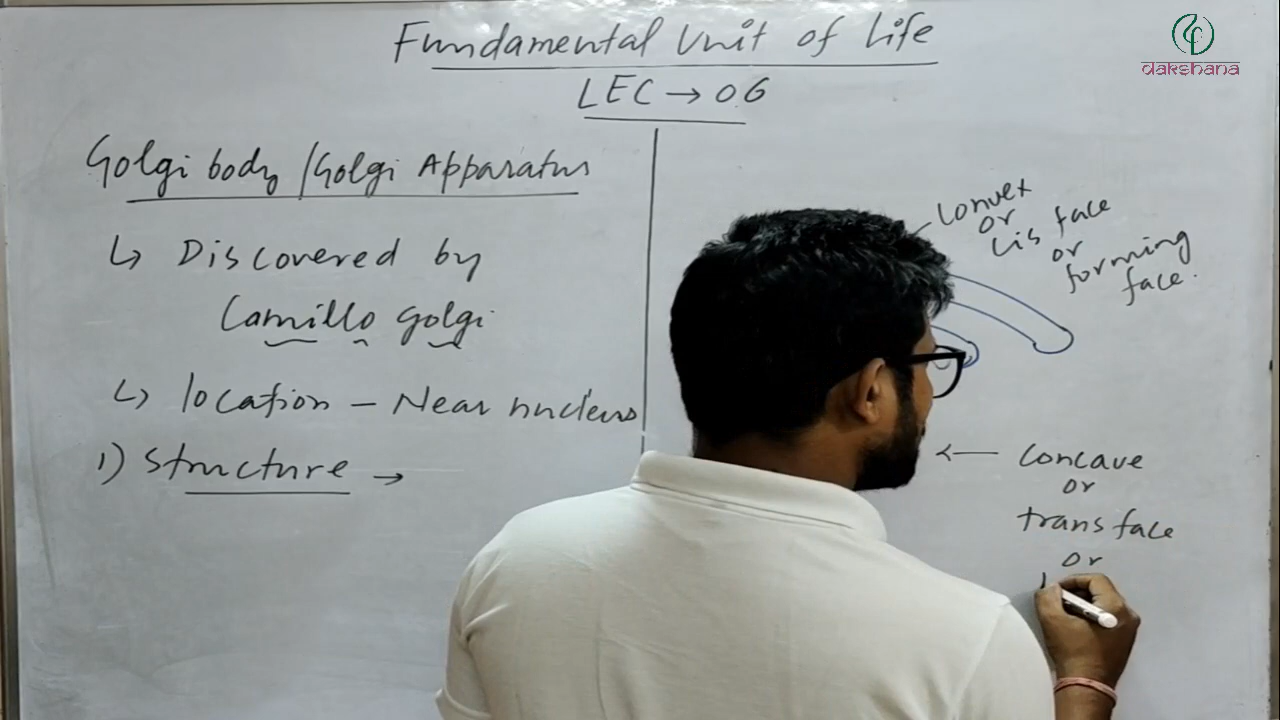 Fundamental Unit of Life
LEC → 06
Golgi body / Golgi Apparatus
↳ Discovered by
Camillo Golgi
↳ location – Near nucleus
1) Structure →
Convex
or
Cis face
or
forming
face.
← Concave
or
trans face
or
dakshana